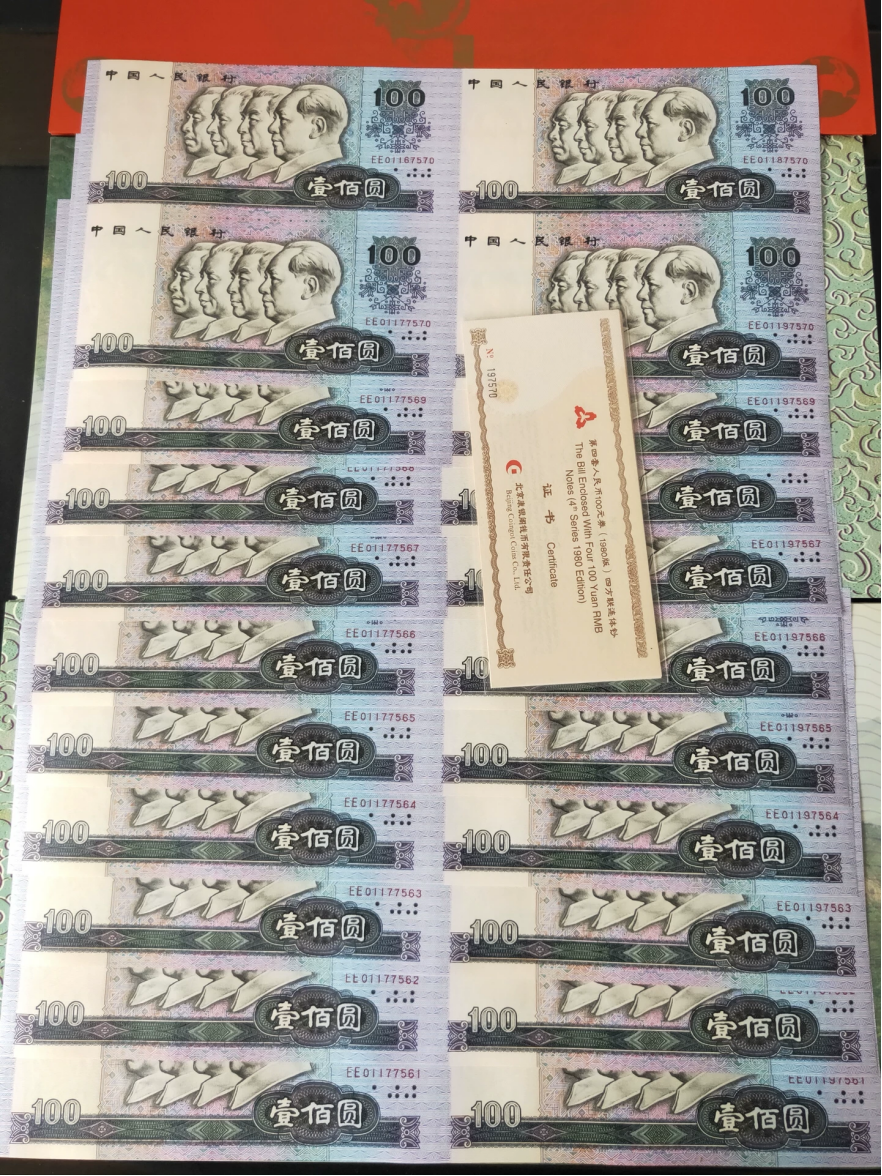 中国人民银行 中国人民银行
100 100
EE01167570 EE01187570
100 壹佰圆 100 壹佰圆
中国人民银行 中国人民银行
100 100
EE01177570 EE01197570
100 壹佰圆 壹佰圆
EE01177569 EE01197569
100 壹佰圆 壹佰圆
EE01177568
100 壹佰圆 壹佰圆
EE01177567 EE01197567
100 壹佰圆 壹佰圆
EE01177566 EE01197566
100 壹佰圆 壹佰圆
EE01177565 EE01197565
100 壹佰圆 100 壹佰圆
EE01177564 EE01197564
100 壹佰圆 100 壹佰圆
EE01177563 EE01197563
100 壹佰圆 100 壹佰圆
EE01177562
100 壹佰圆 100 壹佰圆
EE01177561 EE01197561
100 壹佰圆 100 壹佰圆
№ 197570
第四套人民币100元券(1980版)四方联连体钞
The Bill Enclosed With Four 100 Yuan RMB
Notes (4th Series 1980 Edition)
证书 Certificate
北京康银阁钱币有限责任公司
Beijing Conget Coins Co., Ltd.